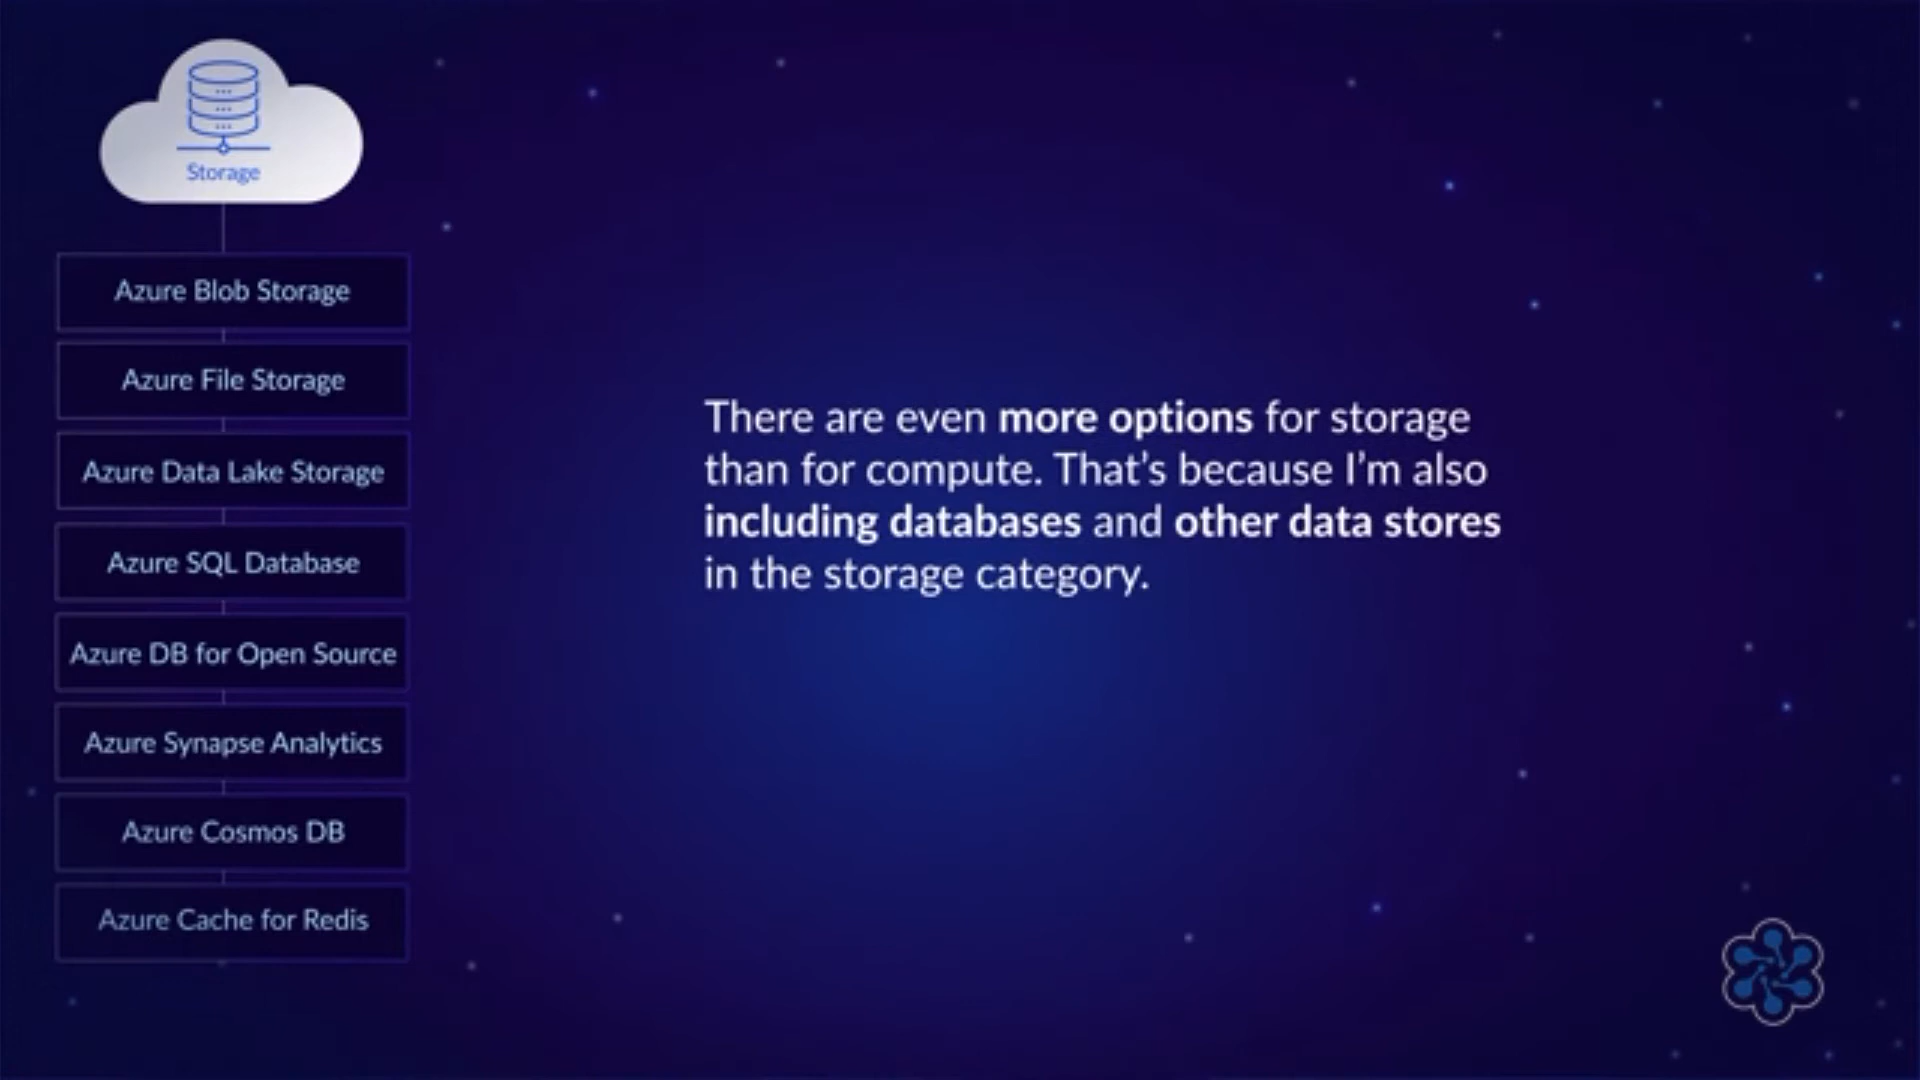 Storage
Azure Blob Storage
Azure File Storage
Azure Data Lake Storage
Azure SQL Database
Azure DB for Open Source
Azure Synapse Analytics
Azure Cosmos DB
Azure Cache for Redis
There are even more options for storage
than for compute. That’s because I’m also
including databases and other data stores
in the storage category.